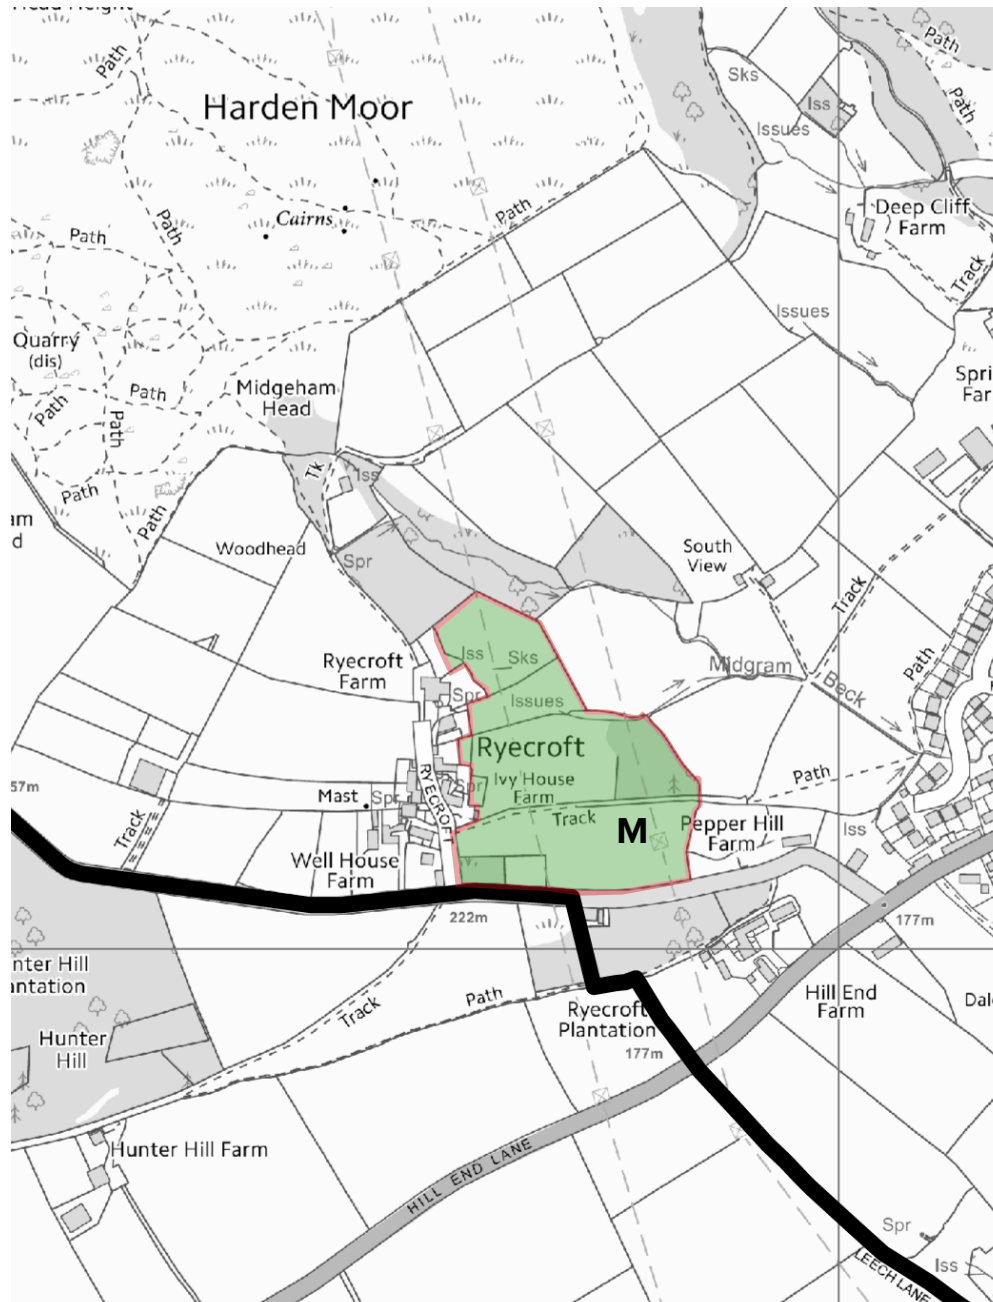 Harden Moor
Path
Sks
Iss
Issues
Path
Path
Deep Cliff
Farm
Track
Path
Cairns
Path
Path
Issues
Quarry
(dis)
Path
Path
Path
Midgeham
Head
Tk
Iss
Path
Path
Woodhead
Spr
South
View
Track
Path
Ryecroft
Farm
Iss
Sks
Spr
Issues
Midgram
Beck
Ryecroft
Ivy House
Farm
Spr
RYECROFT
57m
Mast
Spr
Track
Track
Path
M
Pepper Hill
Farm
Iss
Well House
Farm
222m
177m
Hunter Hill
Track
Path
Ryecroft
Plantation
177m
Hill End
Farm
Hunter Hill Farm
HILL END LANE
Spr
Iss
LEECH LANE